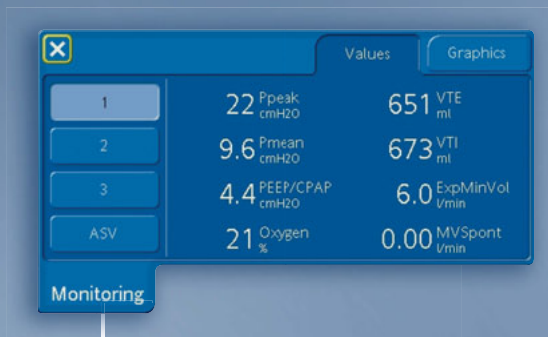 Values
Graphics
1
2
3
ASV
22 Ppeak cmH2O
651 VTE ml
9.6 Pmean cmH2O
673 VTI ml
4.4 PEEP/CPAP cmH2O
6.0 ExpMinVol l/min
21 Oxygen %
0.00 MVSpont l/min
Monitoring